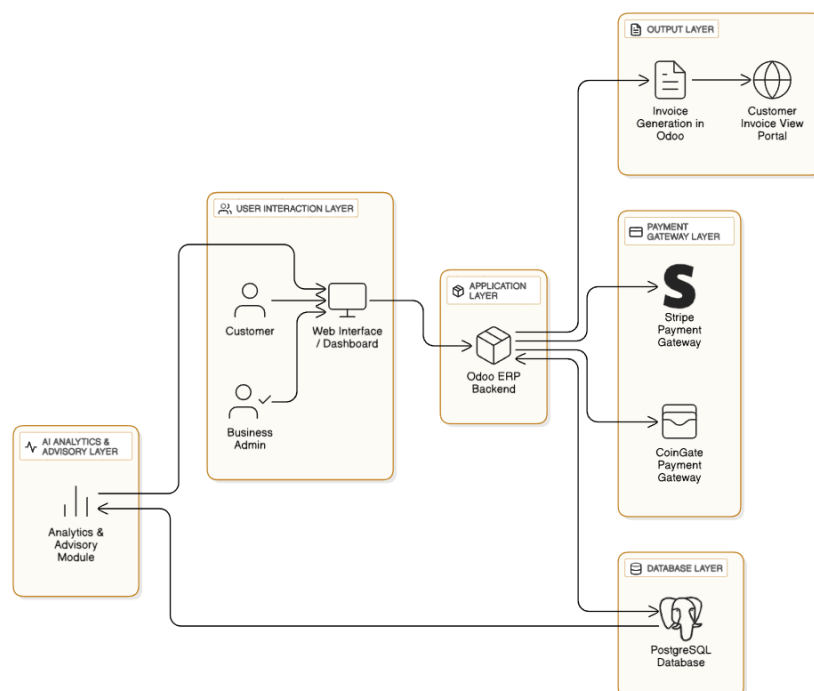 OUTPUT LAYER
Invoice
Generation in
Odoo
Customer
Invoice View
Portal
USER INTERACTION LAYER
Customer
Web Interface
/ Dashboard
Business
Admin
APPLICATION
LAYER
Odoo ERP
Backend
PAYMENT
GATEWAY LAYER
Stripe
Payment
Gateway
CoinGate
Payment
Gateway
AI ANALYTICS &
ADVISORY LAYER
Analytics &
Advisory
Module
DATABASE LAYER
PostgreSQL
Database